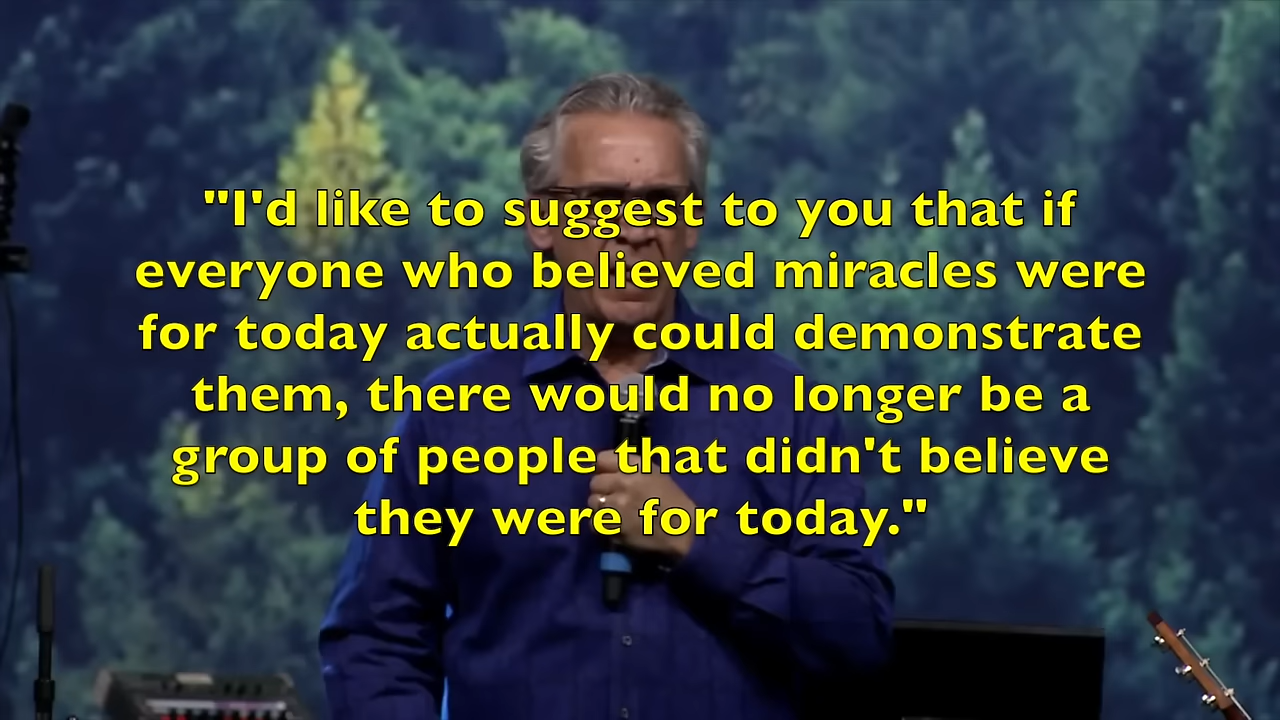 "I'd like to suggest to you that if
everyone who believed miracles were
for today actually could demonstrate
them, there would no longer be a
group of people that didn't believe
they were for today."